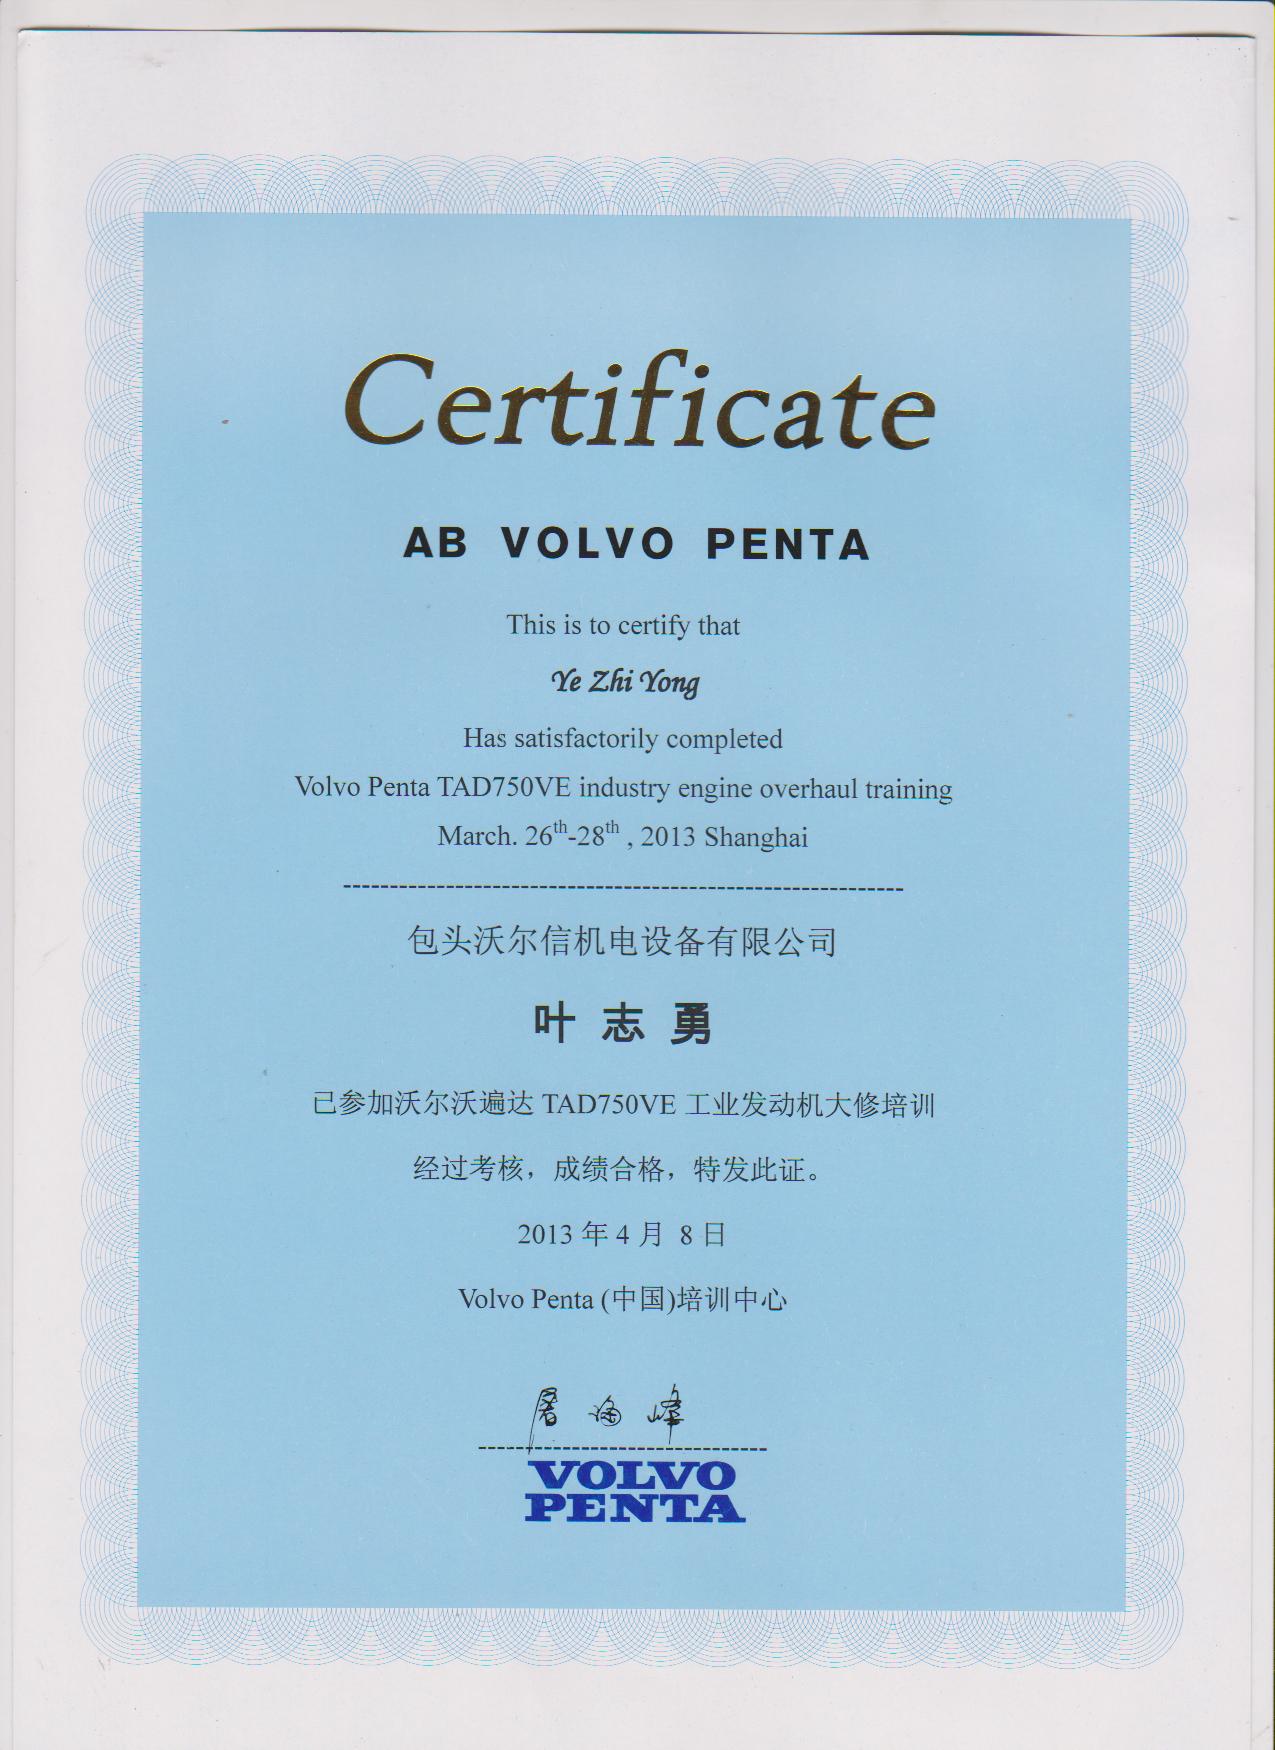 Certificate
AB VOLVO PENTA
This is to certify that
Ye Zhi Yong
Has satisfactorily completed
Volvo Penta TAD750VE industry engine overhaul training
March. 26th-28th , 2013 Shanghai
包头沃尔信机电设备有限公司
叶 志 勇
已参加沃尔沃遍达 TAD750VE 工业发动机大修培训
经过考核，成绩合格，特发此证。
2013 年 4 月 8 日
Volvo Penta (中国)培训中心
VOLVO
PENTA